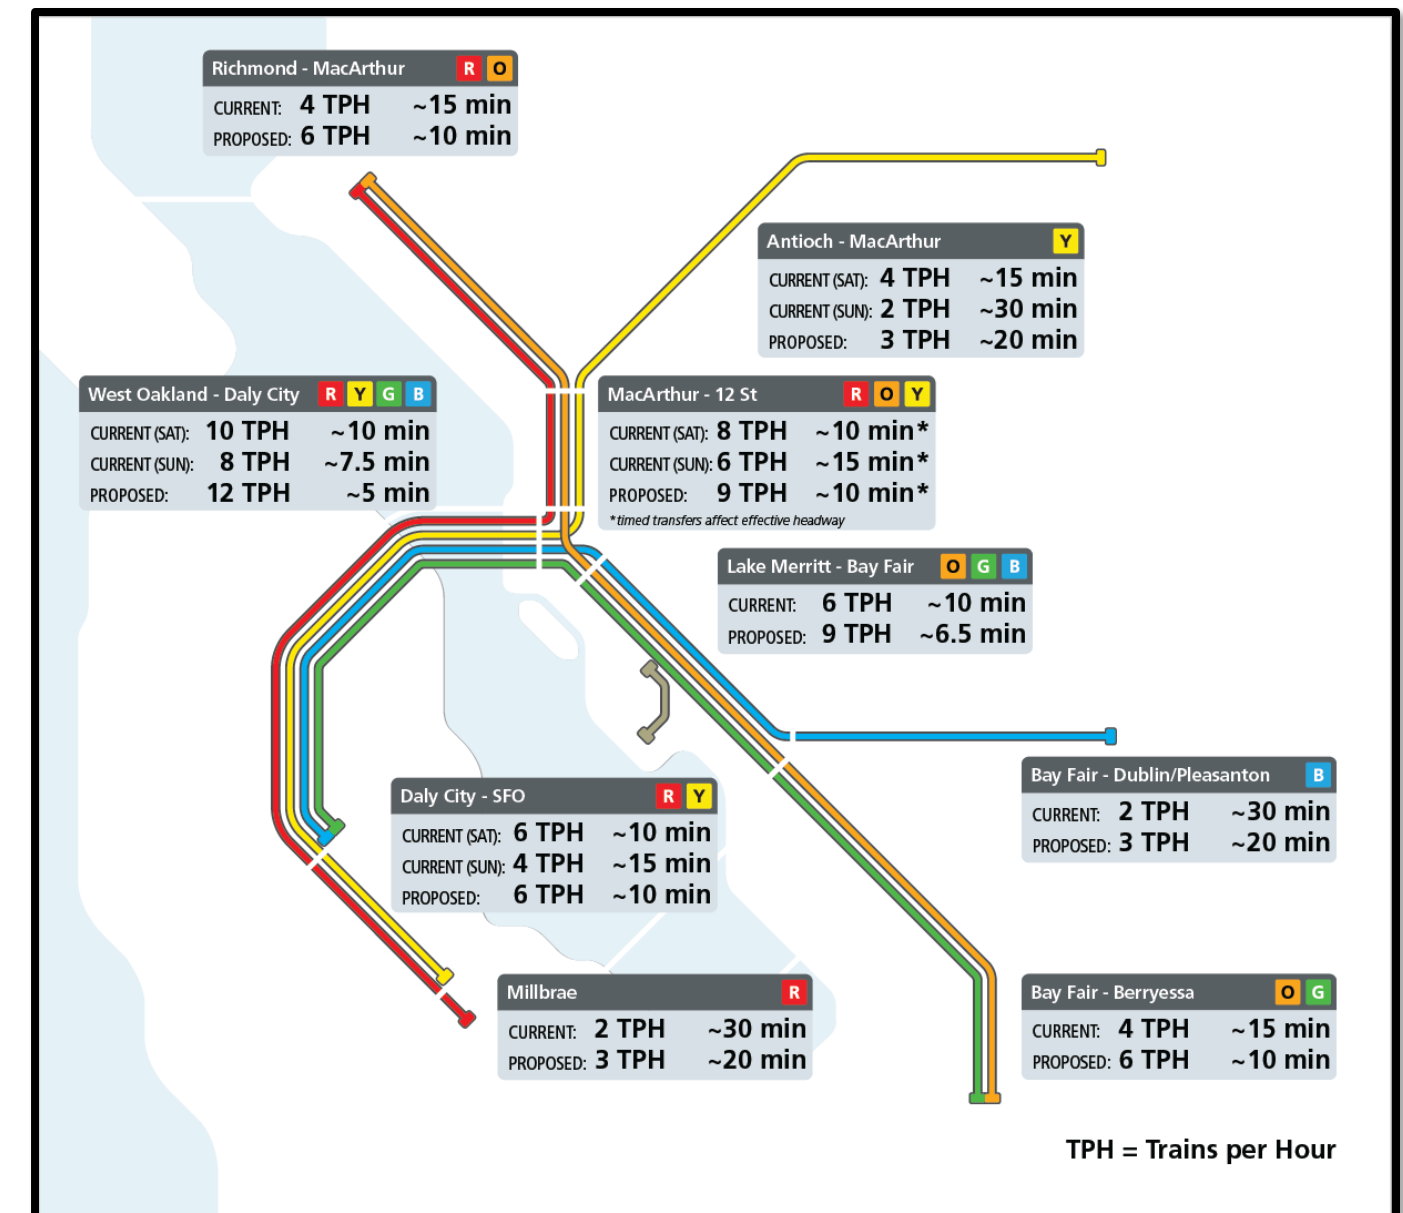 Richmond - MacArthur R O
CURRENT: 4 TPH ~15 min
PROPOSED: 6 TPH ~10 min
Antioch - MacArthur Y
CURRENT (SAT): 4 TPH ~15 min
CURRENT (SUN): 2 TPH ~30 min
PROPOSED: 3 TPH ~20 min
West Oakland - Daly City R Y G B
CURRENT (SAT): 10 TPH ~10 min
CURRENT (SUN): 8 TPH ~7.5 min
PROPOSED: 12 TPH ~5 min
MacArthur - 12 St R O Y
CURRENT (SAT): 8 TPH ~10 min*
CURRENT (SUN): 6 TPH ~15 min*
PROPOSED: 9 TPH ~10 min*
*timed transfers affect effective headway
Lake Merritt - Bay Fair O G B
CURRENT: 6 TPH ~10 min
PROPOSED: 9 TPH ~6.5 min
Bay Fair - Dublin/Pleasanton B
CURRENT: 2 TPH ~30 min
PROPOSED: 3 TPH ~20 min
Daly City - SFO R Y
CURRENT (SAT): 6 TPH ~10 min
CURRENT (SUN): 4 TPH ~15 min
PROPOSED: 6 TPH ~10 min
Millbrae R
CURRENT: 2 TPH ~30 min
PROPOSED: 3 TPH ~20 min
Bay Fair - Berryessa O G
CURRENT: 4 TPH ~15 min
PROPOSED: 6 TPH ~10 min
TPH = Trains per Hour